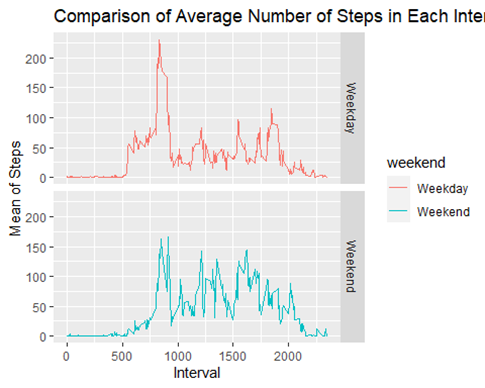 Comparison of Average Number of Steps in Each Inter
200
150
100
50
0
Weekday
200
150
100
50
0
Weekend
Mean of Steps
0 500 1000 1500 2000
Interval
weekend
Weekday
Weekend